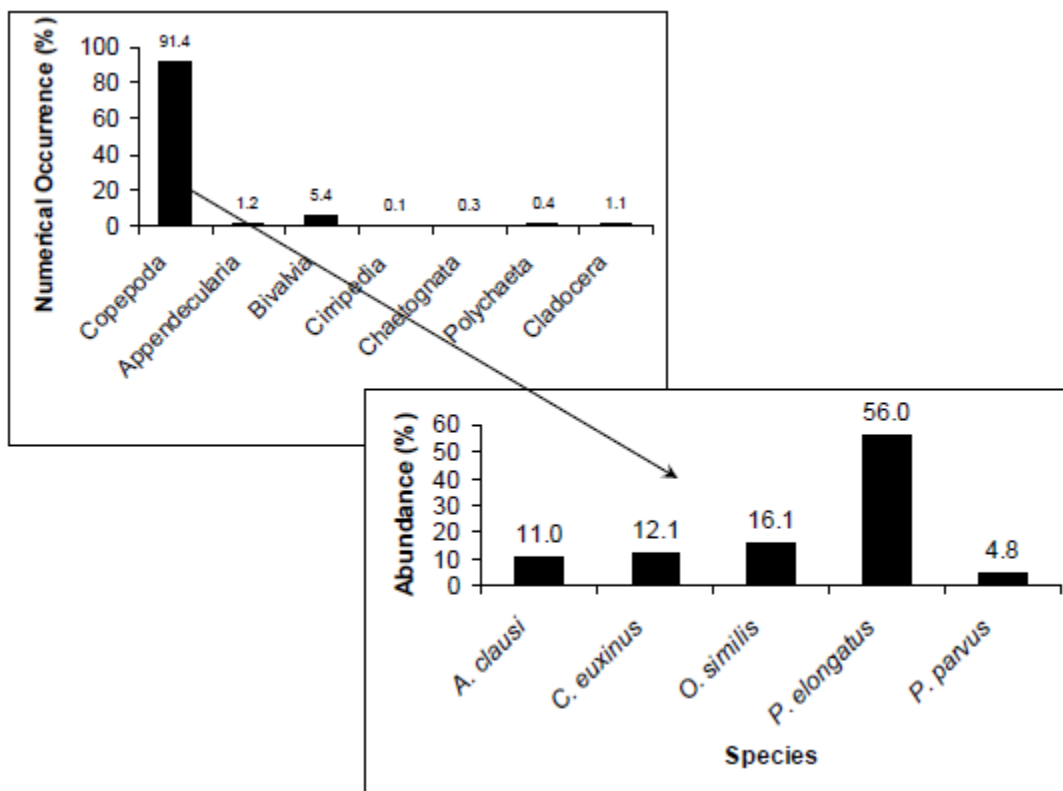 Numerical Occurrence (%)
100
80
60
40
20
0
91.4
1.2
5.4
0.1
0.3
0.4
1.1
Copepoda
Appendecularia
Bivalvia
Cirripedia
Chaetognata
Polychaeta
Cladocera
Abundance (%)
60
50
40
30
20
10
0
11.0
12.1
16.1
56.0
4.8
A. clausi
C. euxinus
O. similis
P. elongatus
P. parvus
Species